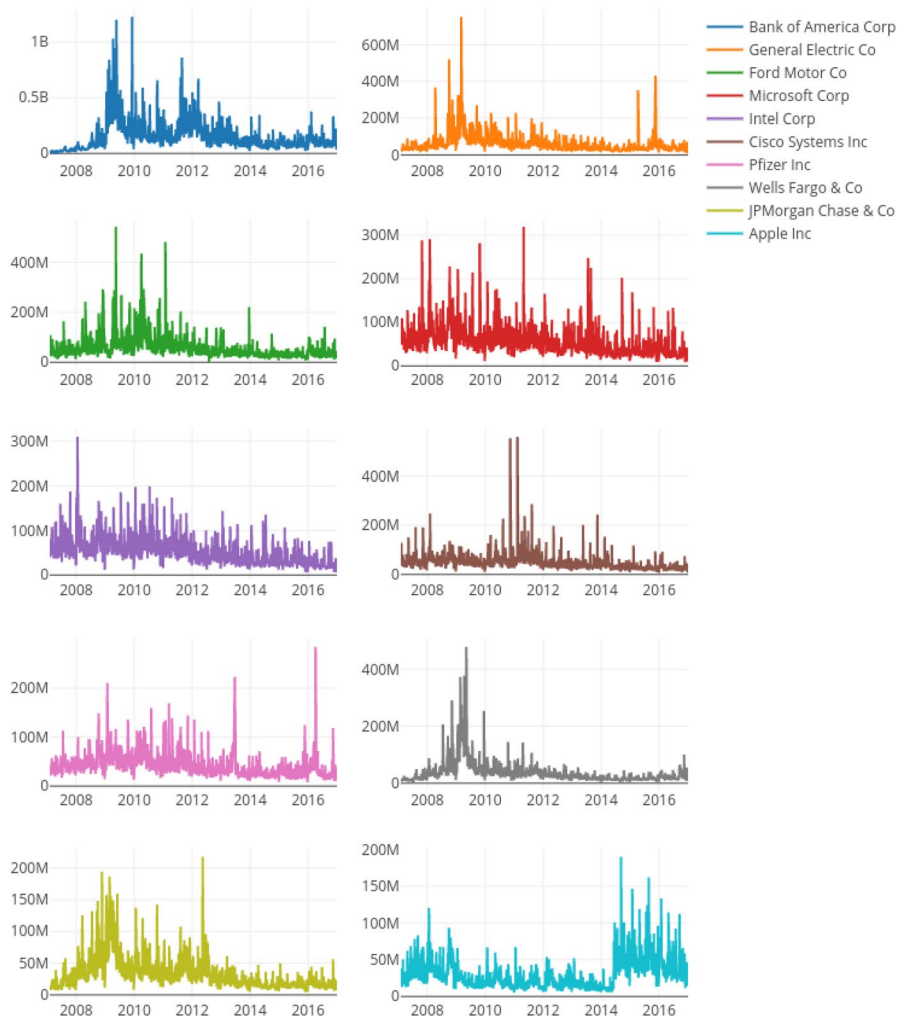 Bank of America Corp
General Electric Co
Ford Motor Co
Microsoft Corp
Intel Corp
Cisco Systems Inc
Pfizer Inc
Wells Fargo & Co
JPMorgan Chase & Co
Apple Inc
1B
0.5B
0
2008 2010 2012 2014 2016
600M
400M
200M
0
2008 2010 2012 2014 2016
400M
200M
0
2008 2010 2012 2014 2016
300M
200M
100M
0
2008 2010 2012 2014 2016
300M
200M
100M
0
2008 2010 2012 2014 2016
400M
200M
0
2008 2010 2012 2014 2016
200M
100M
0
2008 2010 2012 2014 2016
400M
200M
0
2008 2010 2012 2014 2016
200M
150M
100M
50M
0
2008 2010 2012 2014 2016
200M
150M
100M
50M
0
2008 2010 2012 2014 2016